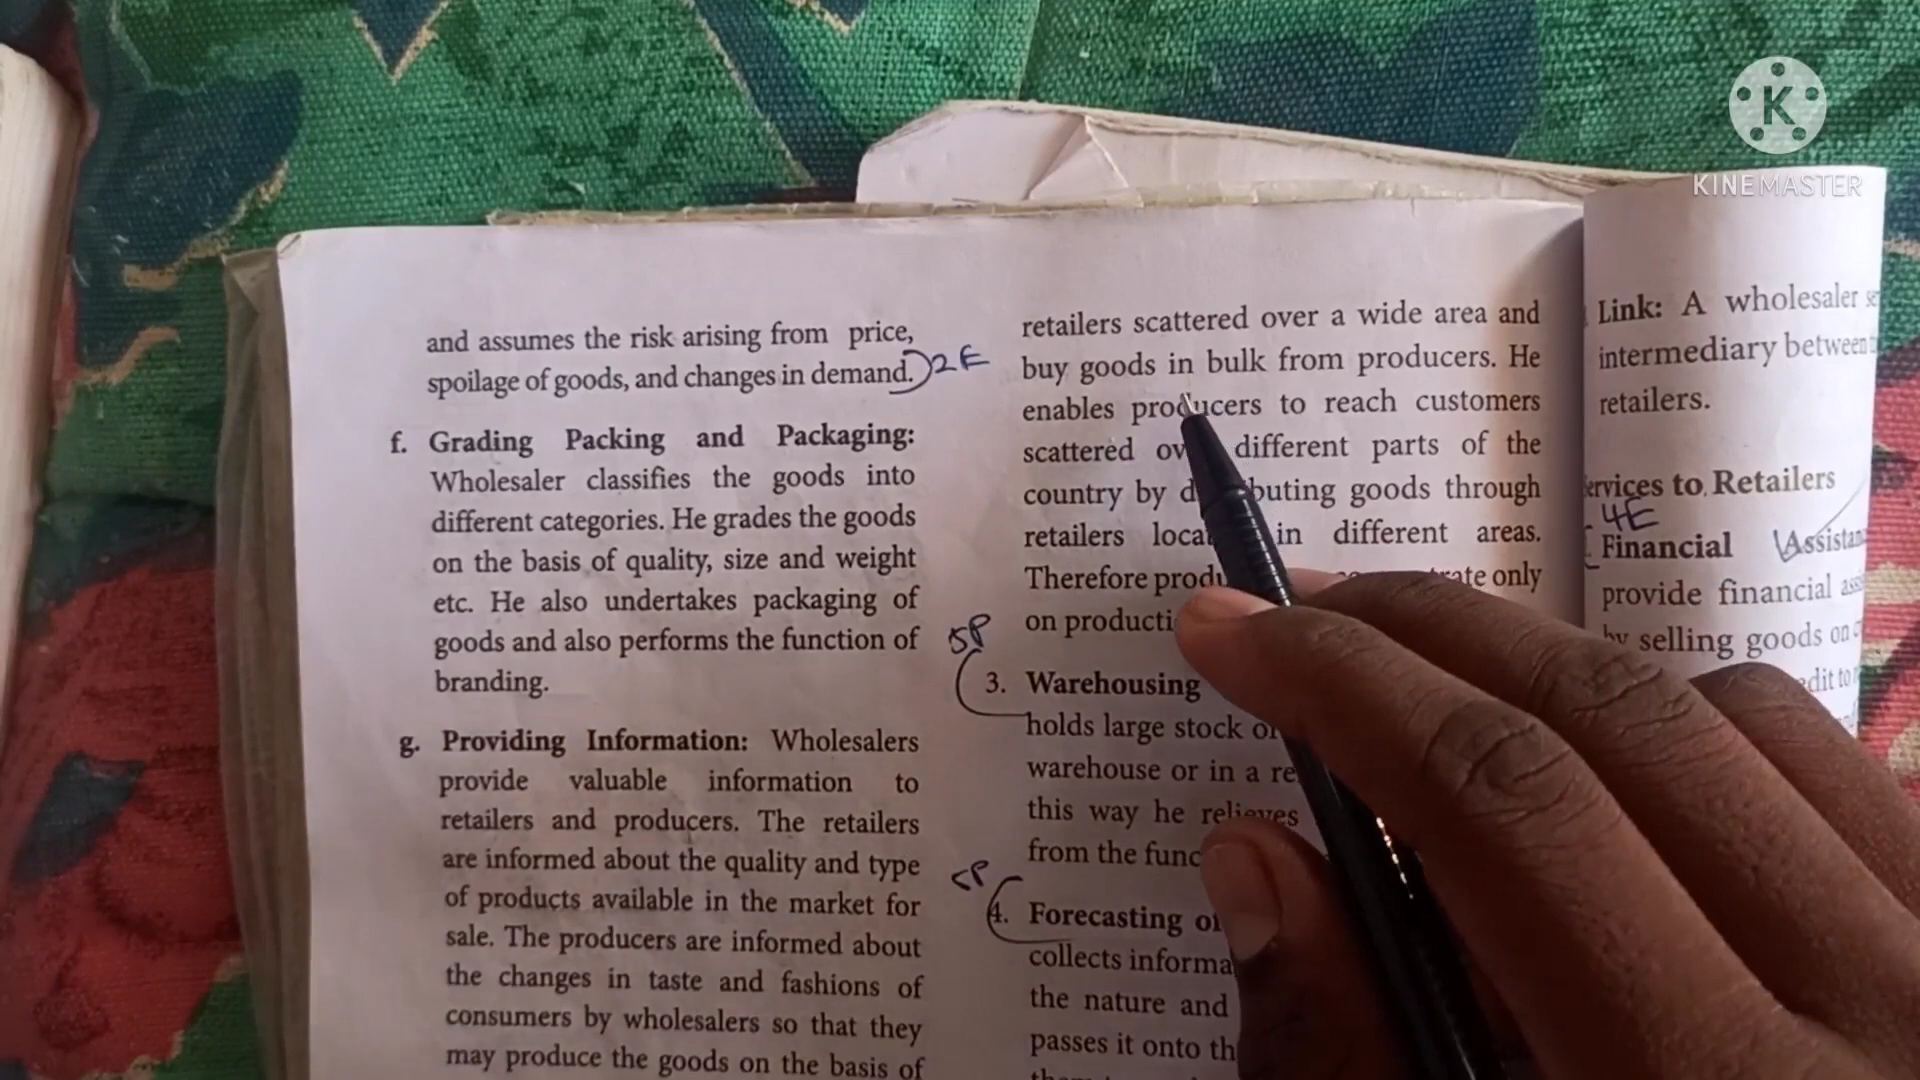 KINEMASTER
and assumes the risk arising from price,
spoilage of goods, and changes in demand.
2E
f. Grading Packing and Packaging:
Wholesaler classifies the goods into
different categories. He grades the goods
on the basis of quality, size and weight
etc. He also undertakes packaging of
goods and also performs the function of
branding.
g. Providing Information: Wholesalers
provide valuable information to
retailers and producers. The retailers
are informed about the quality and type
of products available in the market for
sale. The producers are informed about
the changes in taste and fashions of
consumers by wholesalers so that they
may produce the goods on the basis of
retailers scattered over a wide area and
buy goods in bulk from producers. He
enables producers to reach customers
scattered different parts of the
country by goods through
retailers in different areas.
Therefore only
on
5P
3. Warehousing
holds large stock
warehouse or in a
this way he relieves
from the
4. Forecasting
collects
the nature and
passes it onto
Link: A wholesaler
intermediary between
retailers.
to Retailers
4E
Financial
provide financial
by selling goods on